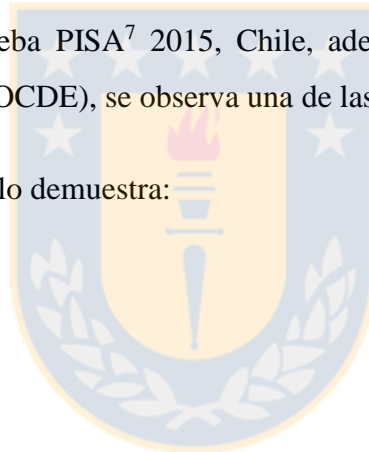 eba PISA⁷ 2015, Chile, ade
OCDE), se observa una de las
lo demuestra: